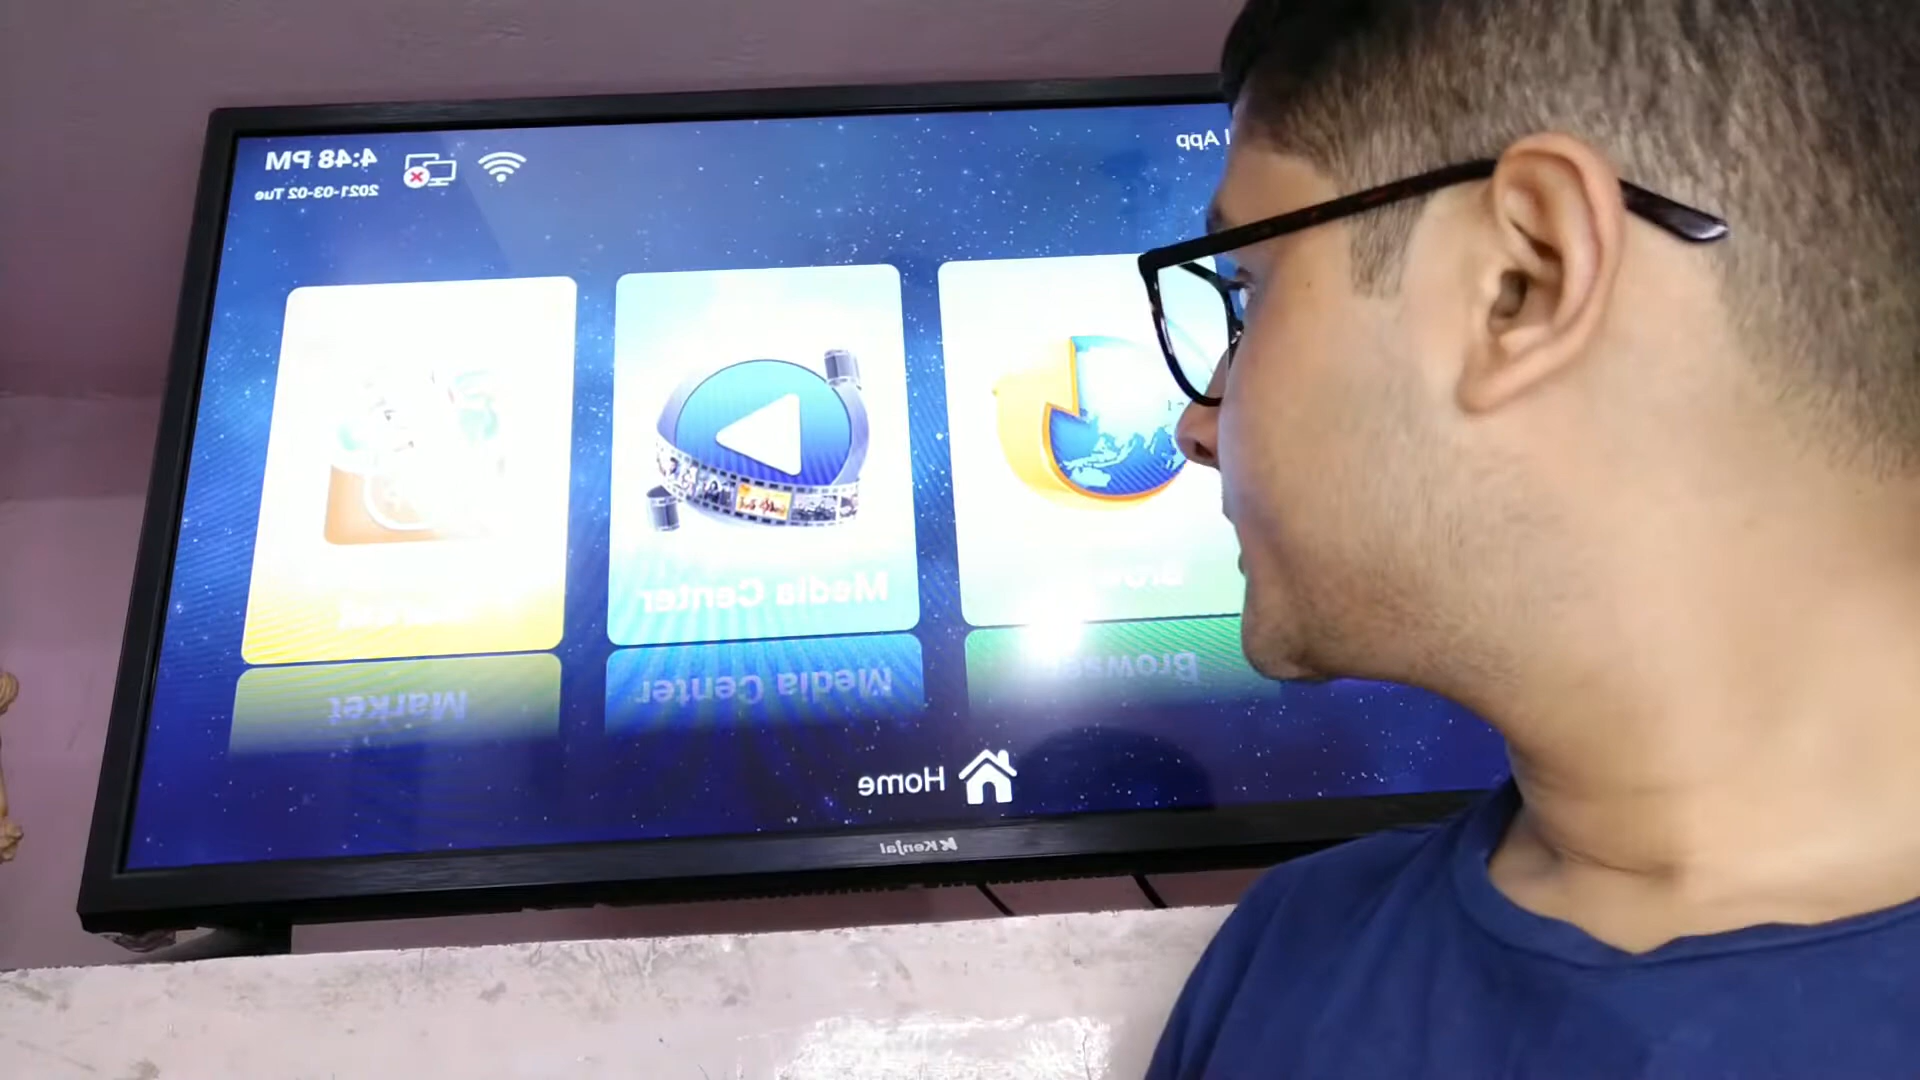 l App
4:48 PM
2021-03-02 Tue
Media Center
Browser
Media Center
Market
Home
Kenjal